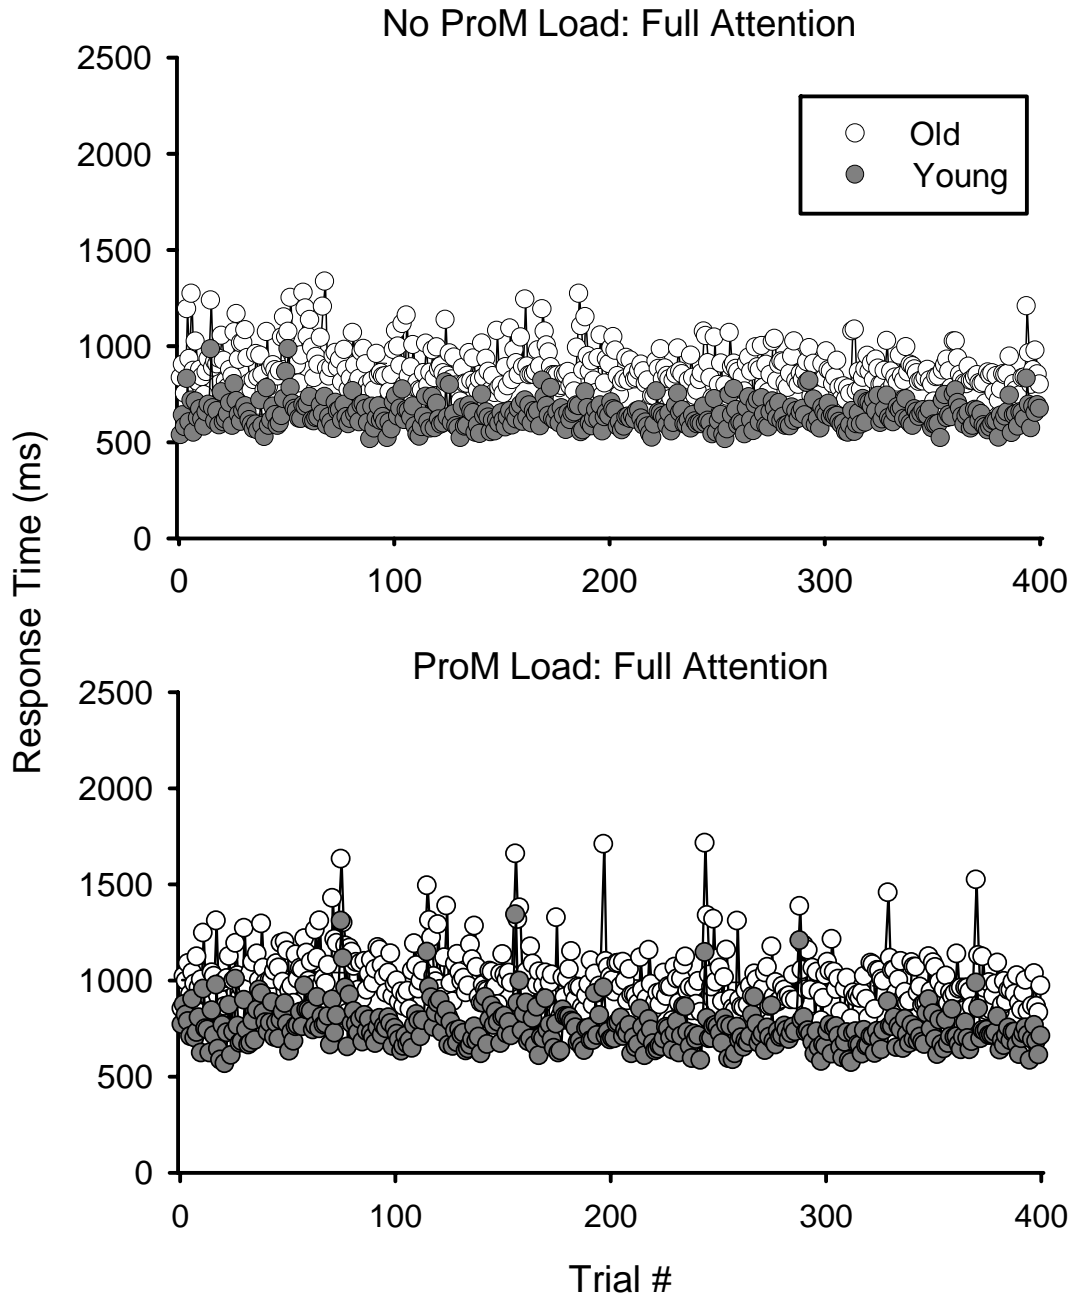 No ProM Load: Full Attention
2500
2000
1500
1000
500
0
0 100 200 300 400
Old
Young
Response Time (ms)
ProM Load: Full Attention
2500
2000
1500
1000
500
0
0 100 200 300 400
Trial #